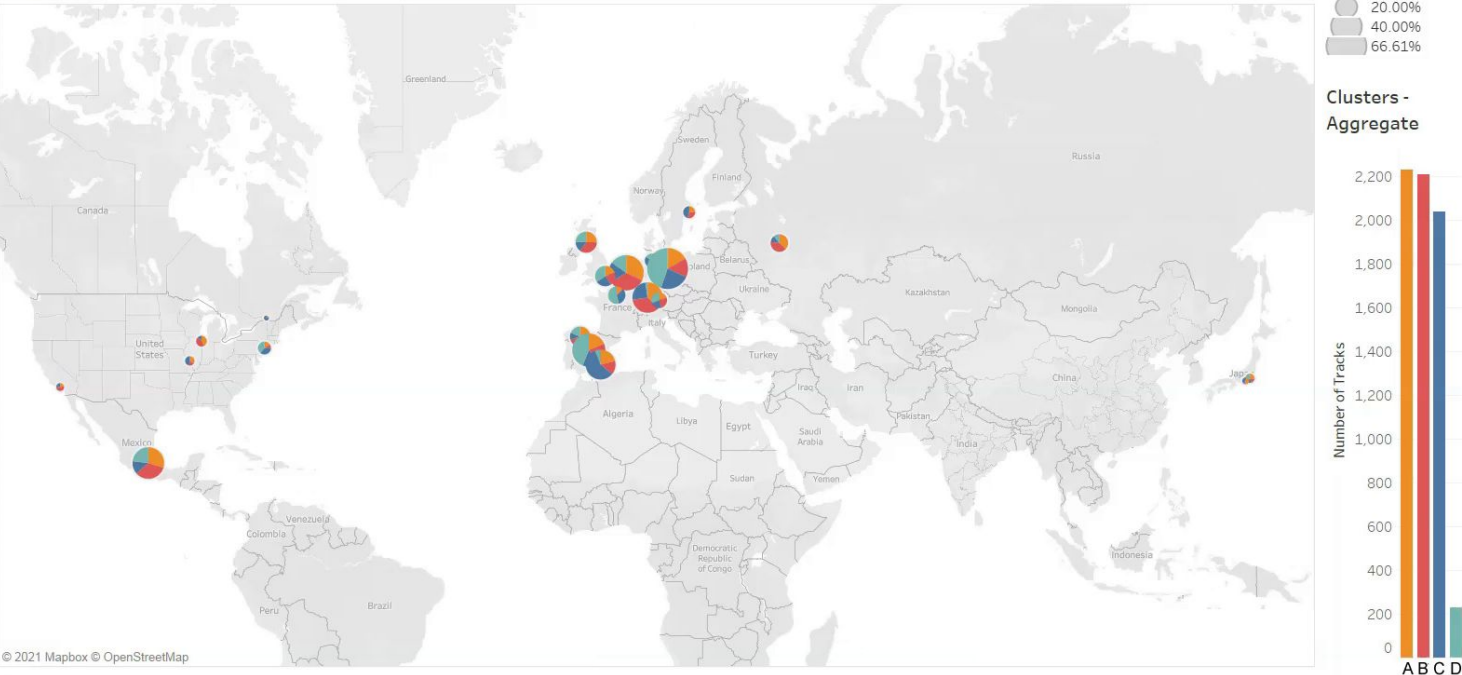 20.00%
40.00%
66.61%
Clusters -
Aggregate
Greenland
Sweden
Russia
Finland
Norway
Canada
Belarus
land
Ukraine
Kazakhstan
France
Mongolia
Italy
United
States
Turkey
China
Iraq
Iran
Algeria
Libya
Egypt
Pakistan
Saudi
Arabia
India
Mexico
Sudan
Yemen
Venezuela
Colombia
Democratic
Republic
of Congo
Indonesia
Peru
Brazil
© 2021 Mapbox © OpenStreetMap
Number of Tracks
2,200
2,000
1,800
1,600
1,400
1,200
1,000
800
600
400
200
0
A B C D